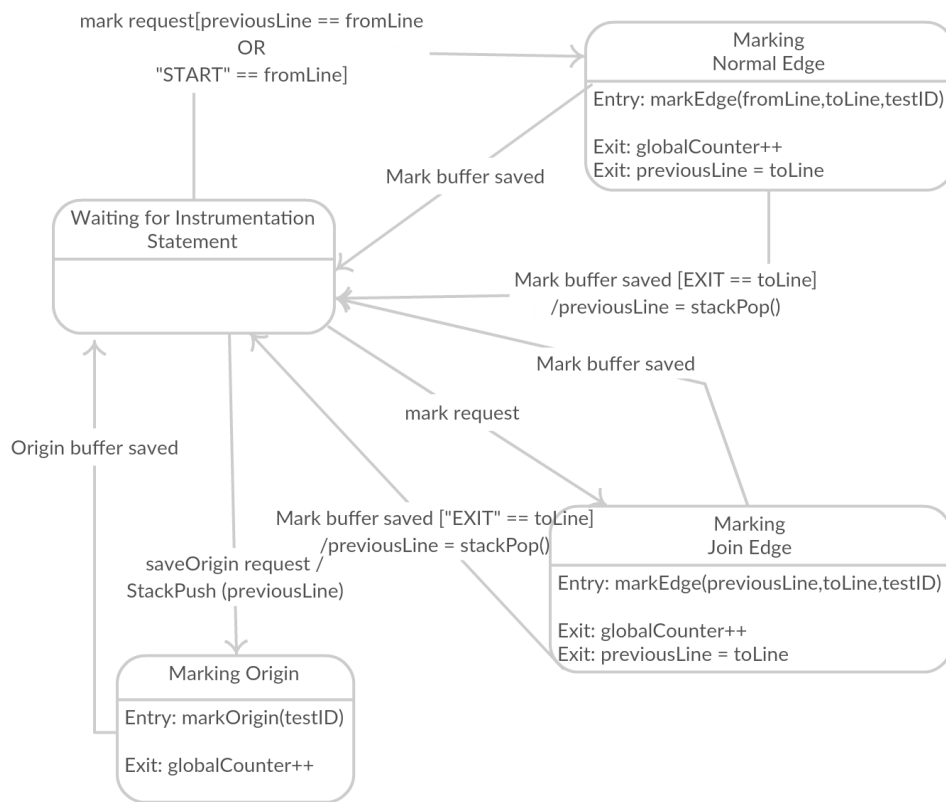 mark request[previousLine == fromLine
OR
"START" == fromLine]
Marking
Normal Edge
Entry: markEdge(fromLine,toLine,testID)
Exit: globalCounter++
Exit: previousLine = toLine
Mark buffer saved
Waiting for Instrumentation
Statement
Mark buffer saved [EXIT == toLine]
/previousLine = stackPop()
Mark buffer saved
mark request
Origin buffer saved
Mark buffer saved ["EXIT" == toLine]
/previousLine = stackPop()
saveOrigin request /
StackPush (previousLine)
Marking
Join Edge
Entry: markEdge(previousLine,toLine,testID)
Exit: globalCounter++
Exit: previousLine = toLine
Marking Origin
Entry: markOrigin(testID)
Exit: globalCounter++